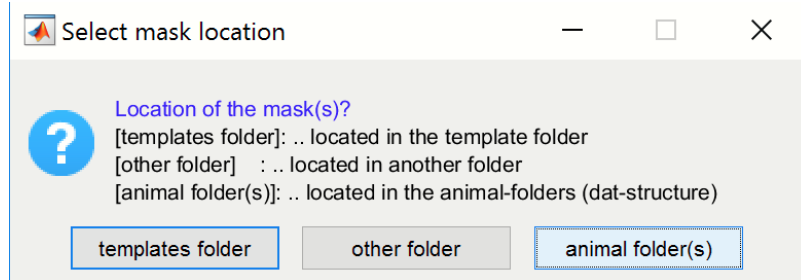 Select mask location
Location of the mask(s)?
[templates folder]: .. located in the template folder
[other folder]    : .. located in another folder
[animal folder(s)]: .. located in the animal-folders (dat-structure)
templates folder other folder animal folder(s)